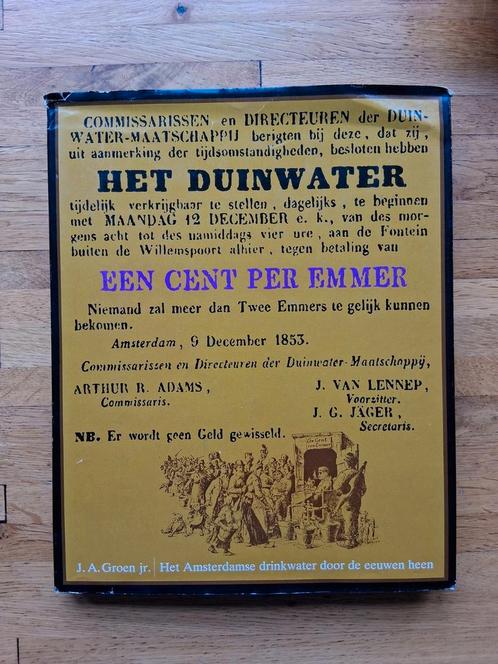 COMMISSARISSEN en DIRECTEUREN der DUIN-
WATER-MAATSCHAPPIJ berigten bij deze, dat zij,
uit aanmerking der tijdsomstandigheden, besloten hebben
HET DUINWATER
tijdelijk verkrijgbaar te stellen, dagelijks, te beginnen
met MAANDAG 12 DECEMBER e. k., van des mor-
gens acht tot des namiddags vier ure, aan de Fontein
buiten de Willemspoort alhier, tegen betaling van
EEN CENT PER EMMER
Niemand zal meer dan Twee Emmers te gelijk kunnen
bekomen.
Amsterdam, 9 December 1853.
Commissarissen en Directeuren der Duinwater-Maatschappij,
ARTHUR R. ADAMS,
Commissaris.
J. VAN LENNEP,
Voorzitter.
J. G. JÄGER,
Secretaris.
NB. Er wordt geen Geld gewisseld.
J. A. Groen jr. | Het Amsterdamse drinkwater door de eeuwen heen